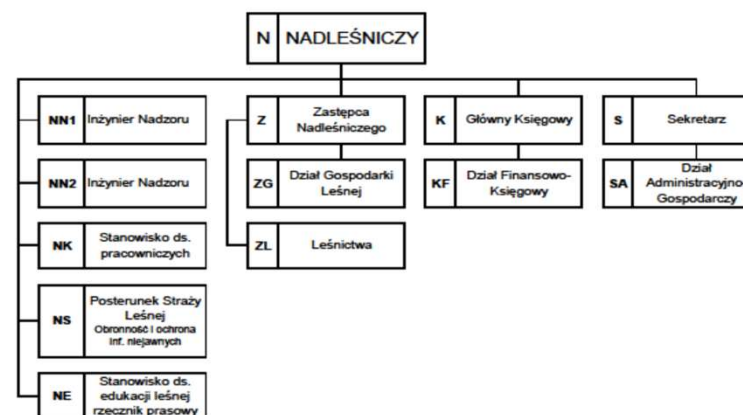 N NADLEŚNICZY
NN1 Inżynier Nadzoru
Z Zastępca
Nadleśniczego
K Główny Księgowy
S Sekretarz
NN2 Inżynier Nadzoru
ZG Dział Gospodarki
Leśnej
KF Dział Finansowo-
Księgowy
SA Dział
Administracyjno
Gospodarczy
NK Stanowisko ds.
pracowniczych
ZL Leśnictwa
NS Posterunek Straży
Leśnej
Obronność i ochrona
inf. niejawnych
NE Stanowisko ds.
edukacji leśnej
rzecznik prasowy